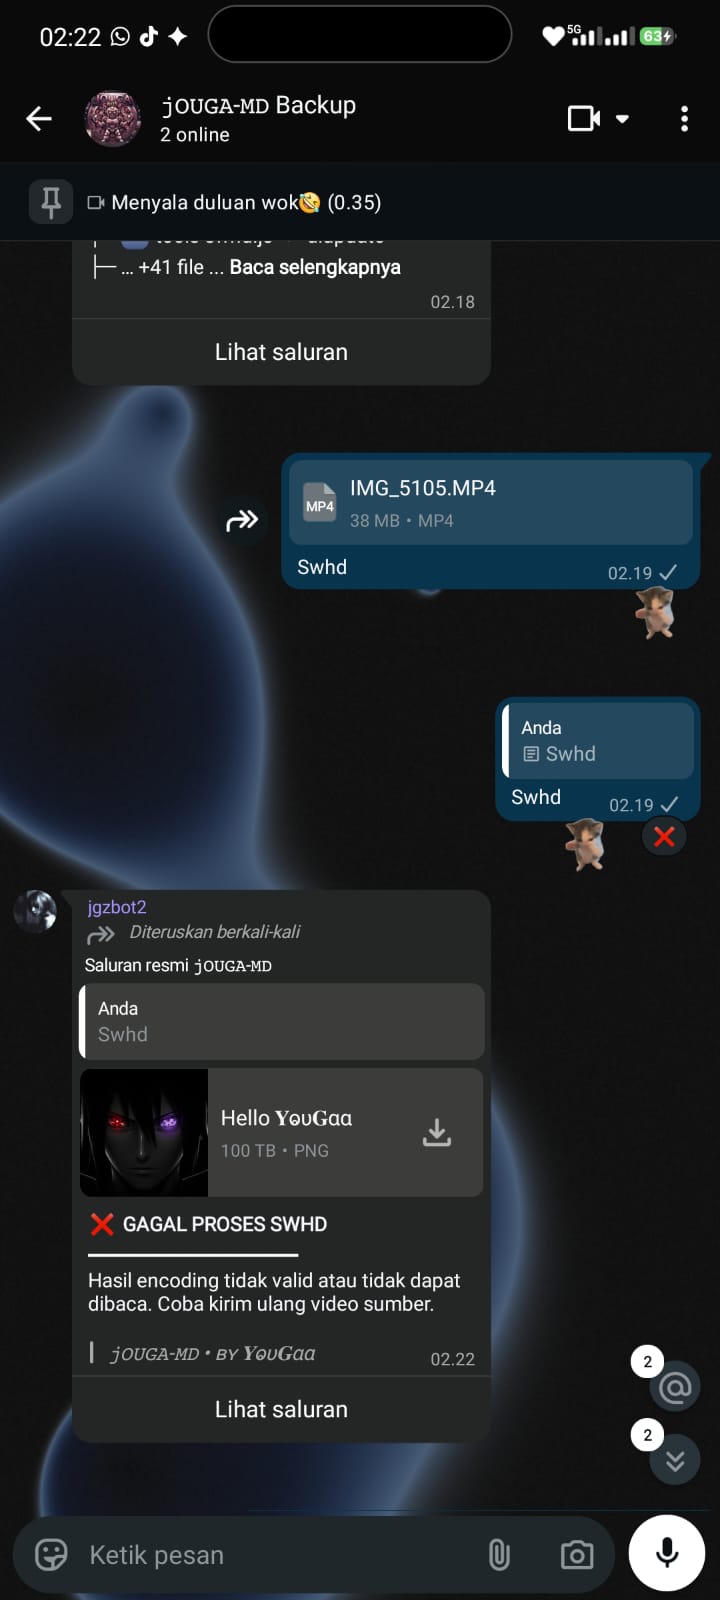 02:22
5G
63
jOUGA-MD Backup
2 online
Menyala duluan wok🤣 (0.35)
├─ ... +41 file ... Baca selengkapnya
02.18
Lihat saluran
MP4
IMG_5105.MP4
38 MB • MP4
Swhd
02.19
Anda
Swhd
Swhd
02.19
jgzbot2
Diteruskan berkali-kali
Saluran resmi jOUGA-MD
Anda
Swhd
Hello YѳυGαα
100 TB • PNG
❌ GAGAL PROSES SWHD
Hasil encoding tidak valid atau tidak dapat
dibaca. Coba kirim ulang video sumber.
jOUGA-MD • BY YѳυGαα
02.22
2
Lihat saluran
2
Ketik pesan